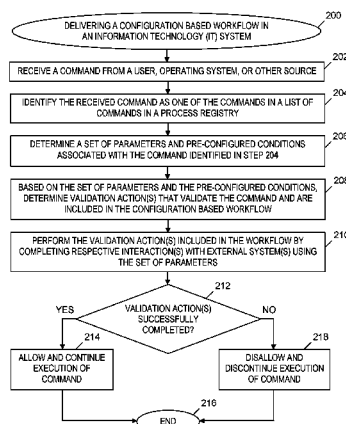 200
DELIVERING A CONFIGURATION BASED WORKFLOW IN
AN INFORMATION TECHNOLOGY (IT) SYSTEM
202
RECEIVE A COMMAND FROM A USER, OPERATING SYSTEM, OR OTHER SOURCE
204
IDENTIFY THE RECEIVED COMMAND AS ONE OF THE COMMANDS IN A LIST OF
COMMANDS IN A PROCESS REGISTRY
206
DETERMINE A SET OF PARAMETERS AND PRE-CONFIGURED CONDITIONS
ASSOCIATED WITH THE COMMAND IDENTIFIED IN STEP 204
208
BASED ON THE SET OF PARAMETERS AND THE PRE-CONFIGURED CONDITIONS,
DETERMINE VALIDATION ACTION(S) THAT VALIDATE THE COMMAND AND ARE
INCLUDED IN THE CONFIGURATION BASED WORKFLOW
210
PERFORM THE VALIDATION ACTION(S) INCLUDED IN THE WORKFLOW BY
COMPLETING RESPECTIVE INTERACTION(S) WITH EXTERNAL SYSTEM(S) USING
THE SET OF PARAMETERS
212
YES
VALIDATION ACTION(S)
SUCCESSFULLY
COMPLETED?
NO
214
ALLOW AND CONTINUE
EXECUTION OF
COMMAND
218
DISALLOW AND
DISCONTINUE EXECUTION
OF COMMAND
216
END